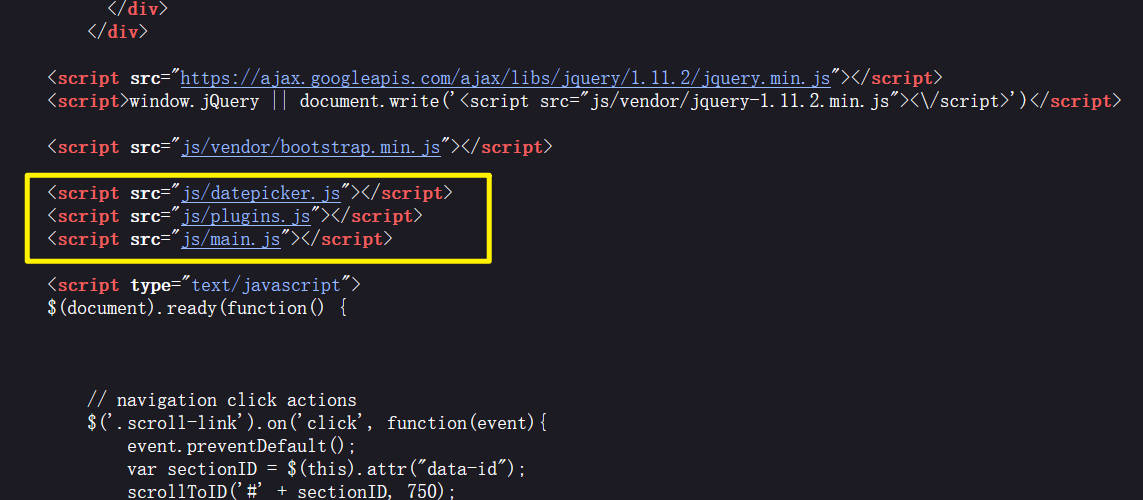 </div>
</div>
<script src="https://ajax.googleapis.com/ajax/libs/jquery/1.11.2/jquery.min.js"></script>
<script>window.jQuery || document.write('<script src="js/vendor/jquery-1.11.2.min.js"><\/script>')</script>
<script src="js/vendor/bootstrap.min.js"></script>
<script src="js/datepicker.js"></script>
<script src="js/plugins.js"></script>
<script src="js/main.js"></script>
<script type="text/javascript">
$(document).ready(function() {
// navigation click actions
$('.scroll-link').on('click', function(event){
event.preventDefault();
var sectionID = $(this).attr("data-id");
scrollToID('#' + sectionID, 750);